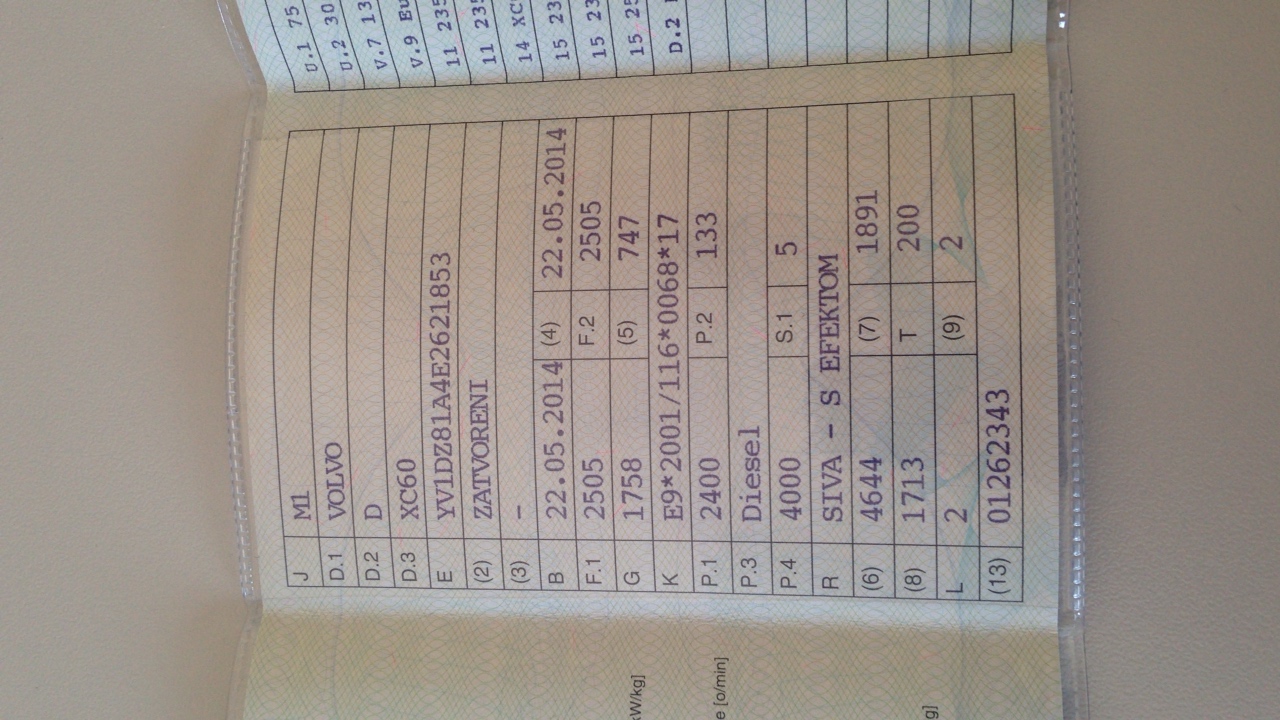 J M1
D.1 VOLVO
D.2 D
D.3 XC60
E YV1DZ81A4E2621853
(2) ZATVORENI
(3) –
B 22.05.2014 (4) 22.05.2014
F.1 2505 F.2 2505
G 1758 (5) 747
K E9*2001/116*0068*17
P.1 2400 P.2 133
P.3 Diesel
P.4 4000 S.1 5
R SIVA – S EFEKTOM
(6) 4644 (7) 1891
(8) 1713 T 200
L 2 (9) 2
(13) 01262343
kW/kg]
e [o/min]
g]
U.1 75
U.2 30
V.7 13
V.9 Eu
11 235
11 235
14 XC
15 23
15 23
15 25
D.2